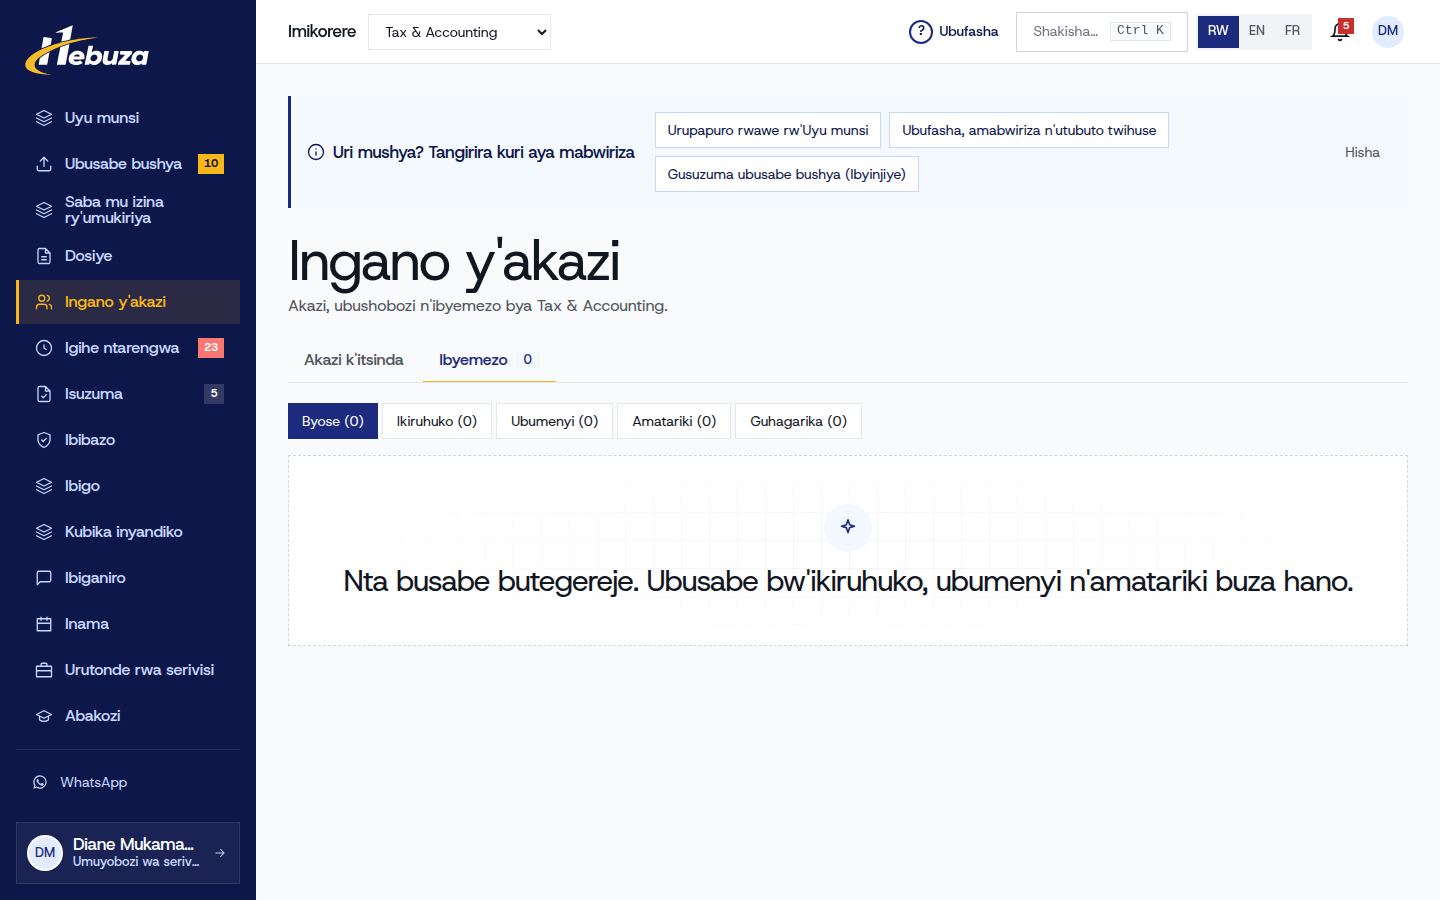 Hebuza
Uyu munsi
Ubusabe bushya 10
Saba mu izina
ry'umukiriya
Dosiye
Ingano y'akazi
Igihe ntarengwa 23
Isuzuma 5
Ibibazo
Ibigo
Kubika inyandiko
Ibiganiro
Inama
Urutonde rwa serivisi
Abakozi
WhatsApp
DM Diane Mukama...
Umuyobozi wa seriv...
Imikorere Tax & Accounting ? Ubufasha Shakisha... Ctrl K RW EN FR 5 DM
Uri mushya? Tangirira kuri aya mabwiriza
Urupapuro rwawe rw'Uyu munsi Ubufasha, amabwiriza n'utubuto twihuse
Gusuzuma ubusabe bushya (Ibyinjiye)
Hisha
Ingano y'akazi
Akazi, ubushobozi n'ibyemezo bya Tax & Accounting.
Akazi k'itsinda Ibyemezo 0
Byose (0) Ikiruhuko (0) Ubumenyi (0) Amatariki (0) Guhagarika (0)
Nta busabe butegereje. Ubusabe bw'ikiruhuko, ubumenyi n'amatariki buza hano.